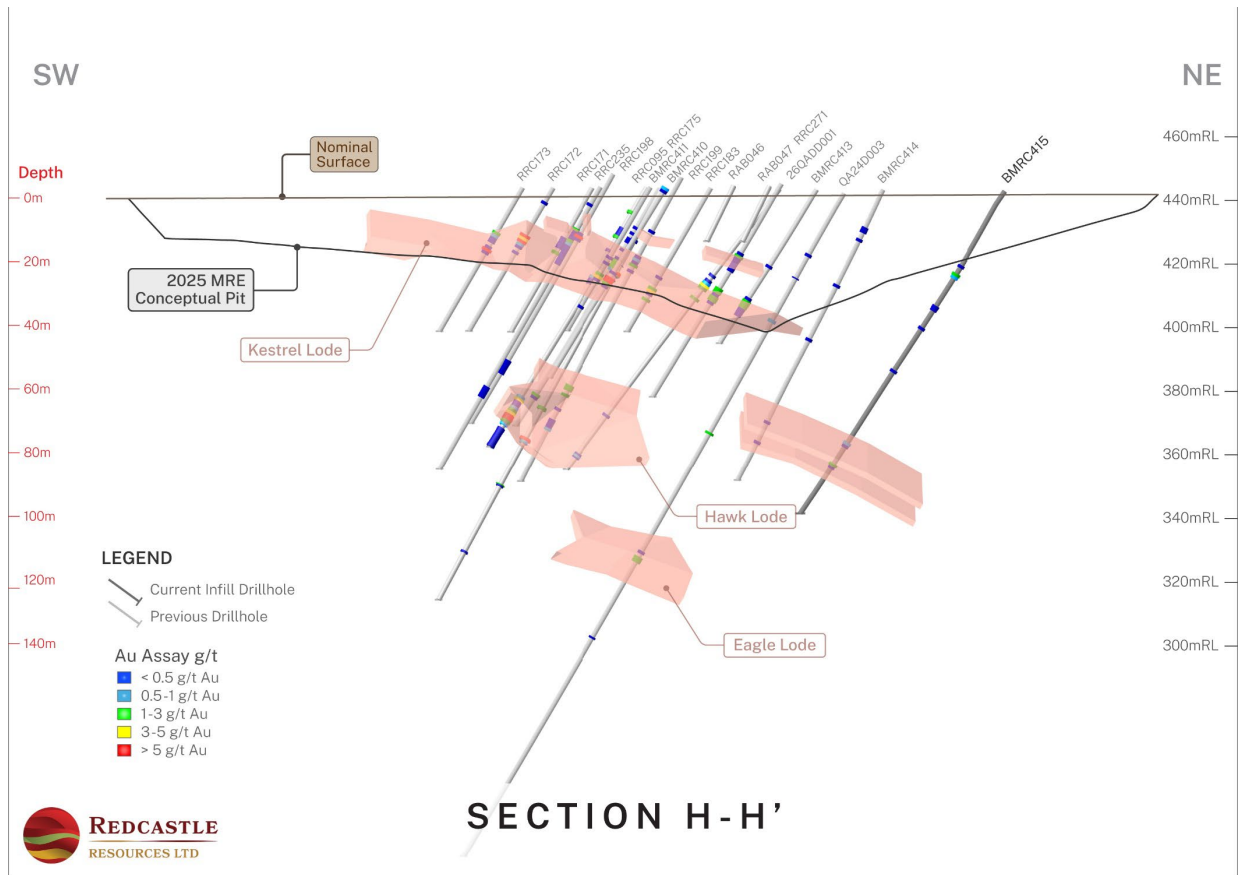 SW
NE
Nominal
Surface
Depth
0m
20m
40m
60m
80m
100m
120m
140m
460mRL
440mRL
420mRL
400mRL
380mRL
360mRL
340mRL
320mRL
300mRL
RRC173
RRC172
RRC171
RRC235
RRC198
RRC095
RRC175
BMRC411
BMRC410
RRC199
RRC183
RAB046
RAB047
RRC271
26QADD001
BMRC413
QA24D003
BMRC414
BMRC415
2025 MRE
Conceptual Pit
Kestrel Lode
Hawk Lode
Eagle Lode
LEGEND
Current Infill Drillhole
Previous Drillhole
Au Assay g/t
< 0.5 g/t Au
0.5-1 g/t Au
1-3 g/t Au
3-5 g/t Au
> 5 g/t Au
REDCASTLE
RESOURCES LTD
SECTION H-H'